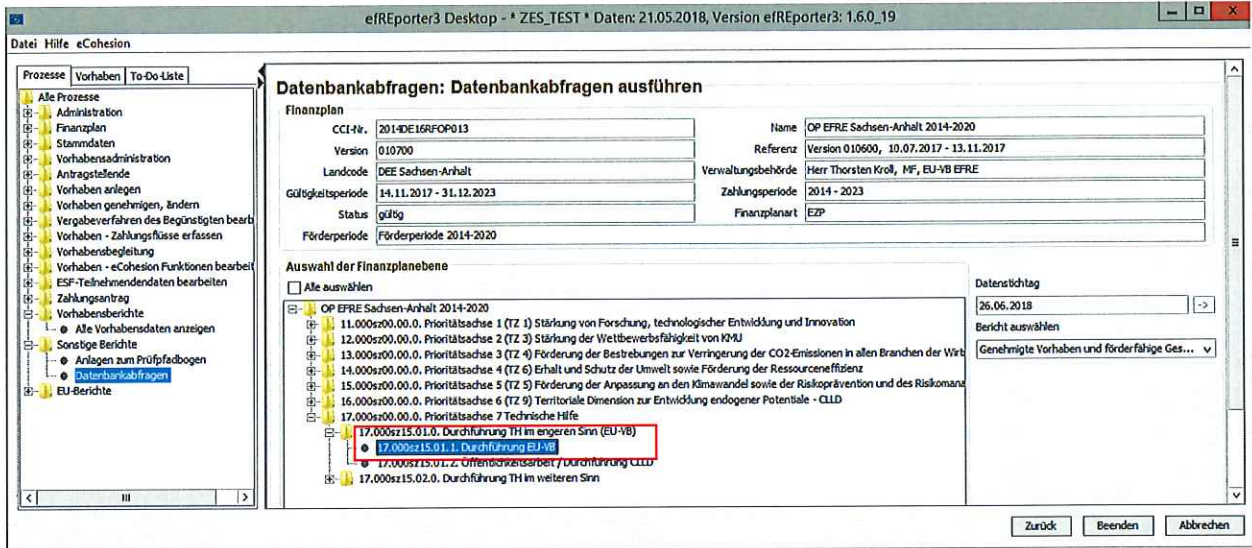 efREporter3 Desktop - * ZES_TEST * Daten: 21.05.2018, Version efREporter3: 1.6.0_19
Datei Hilfe eCohesion
Prozesse Vorhaben To-Do-Liste
Alle Prozesse
Administration
Finanzplan
Stammdaten
Vorhabensadministration
Antragstellende
Vorhaben anlegen
Vorhaben genehmigen, ändern
Vergabeverfahren des Begünstigten bearb
Vorhaben - Zahlungsflüsse erfassen
Vorhabensbegleitung
Vorhaben - eCohesion Funktionen bearbeit
ESF-Teilnehmendendaten bearbeiten
Zahlungsantrag
Vorhabensberichte
Alle Vorhabensdaten anzeigen
Sonstige Berichte
Anlagen zum Prüfpfadbogen
Datenbankabfragen
EU-Berichte
Datenbankabfragen: Datenbankabfragen ausführen
Finanzplan
CCI-Nr. 2014DE16RFOP013
Name OP EFRE Sachsen-Anhalt 2014-2020
Version 010700
Referenz Version 010600, 10.07.2017 - 13.11.2017
Landcode DEE Sachsen-Anhalt
Verwaltungsbehörde Herr Thorsten Kroll, MF, EU-VB EFRE
Gültigkeitsperiode 14.11.2017 - 31.12.2023
Zahlungsperiode 2014 - 2023
Status gültig
Finanzplanart EZP
Förderperiode Förderperiode 2014-2020
Auswahl der Finanzplanebene
Alle auswählen
OP EFRE Sachsen-Anhalt 2014-2020
11.000sz00.00.0. Prioritätsachse 1 (TZ 1) Stärkung von Forschung, technologischer Entwicklung und Innovation
12.000sz00.00.0. Prioritätsachse 2 (TZ 3) Stärkung der Wettbewerbsfähigkeit von KMU
13.000sz00.00.0. Prioritätsachse 3 (TZ 4) Förderung der Bestrebungen zur Verringerung der CO2-Emissionen in allen Branchen der Wirt
14.000sz00.00.0. Prioritätsachse 4 (TZ 6) Erhalt und Schutz der Umwelt sowie Förderung der Ressourceneffizienz
15.000sz00.00.0. Prioritätsachse 5 (TZ 5) Förderung der Anpassung an den Klimawandel sowie der Risikoprävention und des Risikomana
16.000sz00.00.0. Prioritätsachse 6 (TZ 9) Territoriale Dimension zur Entwicklung endogener Potentiale - CLLD
17.000sz00.00.0. Prioritätsachse 7 Technische Hilfe
17.000sz15.01.0. Durchführung TH im engeren Sinn (EU-VB)
17.000sz15.01.1. Durchführung EU-VB
17.000sz15.01.2. Öffentlichkeitsarbeit / Durchführung CLLD
17.000sz15.02.0. Durchführung TH im weiteren Sinn
Datenstichtag
26.06.2018 ->
Bericht auswählen
Genehmigte Vorhaben und förderfähige Ges...
Zurück Beenden Abbrechen